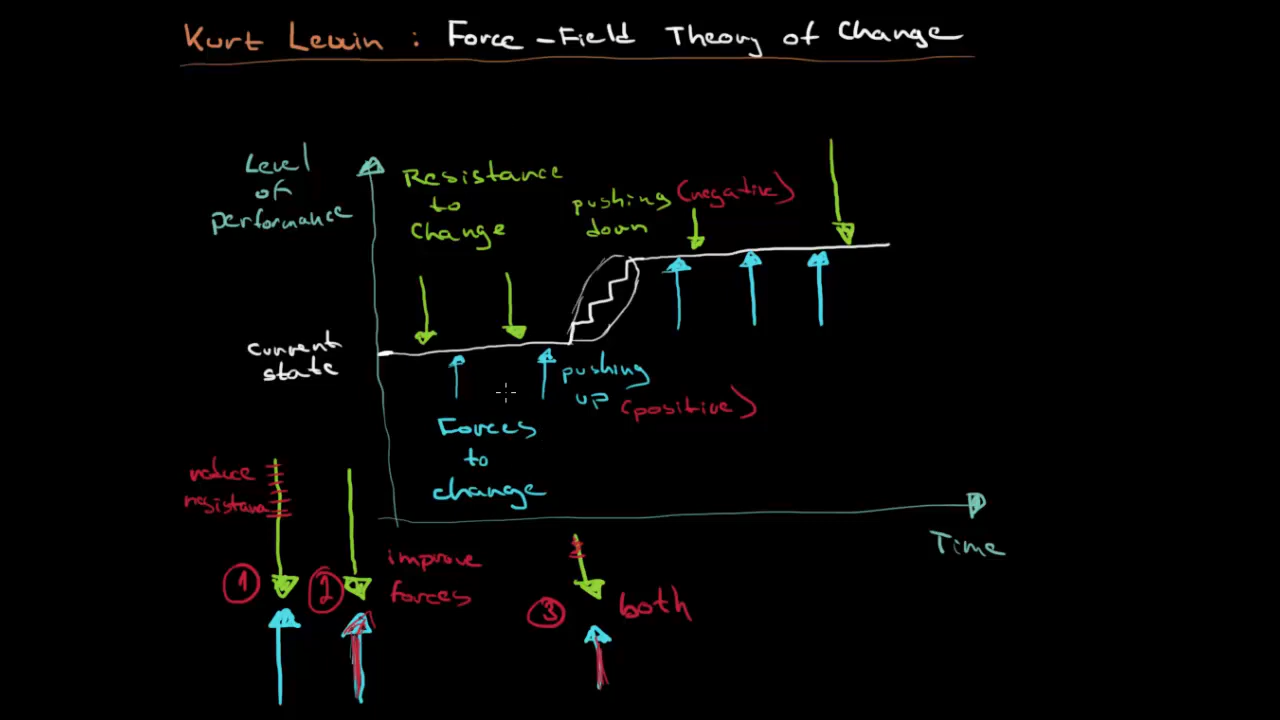 Kurt Lewin : Force-Field Theory of Change
Level
of
performance
Resistance
to
change
pushing (negative)
down
current
state
pushing
up (positive)
Forces
to
change
reduce
resistance
1
2
improve
forces
3
both
Time